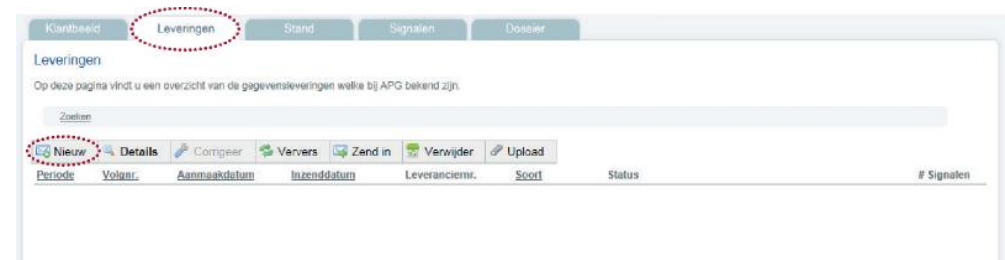 Klantbeeld Leveringen Stand Signalen Dossier
Leveringen
Op deze pagina vindt u een overzicht van de gegevensleveringen welke bij APG bekend zijn.
Zoeken
Nieuw Details Corrigeer Ververs Zend in Verwijder Upload
Periode Volgnr. Aanmaakdatum Inzenddatum Leveranciernr. Soort Status # Signalen